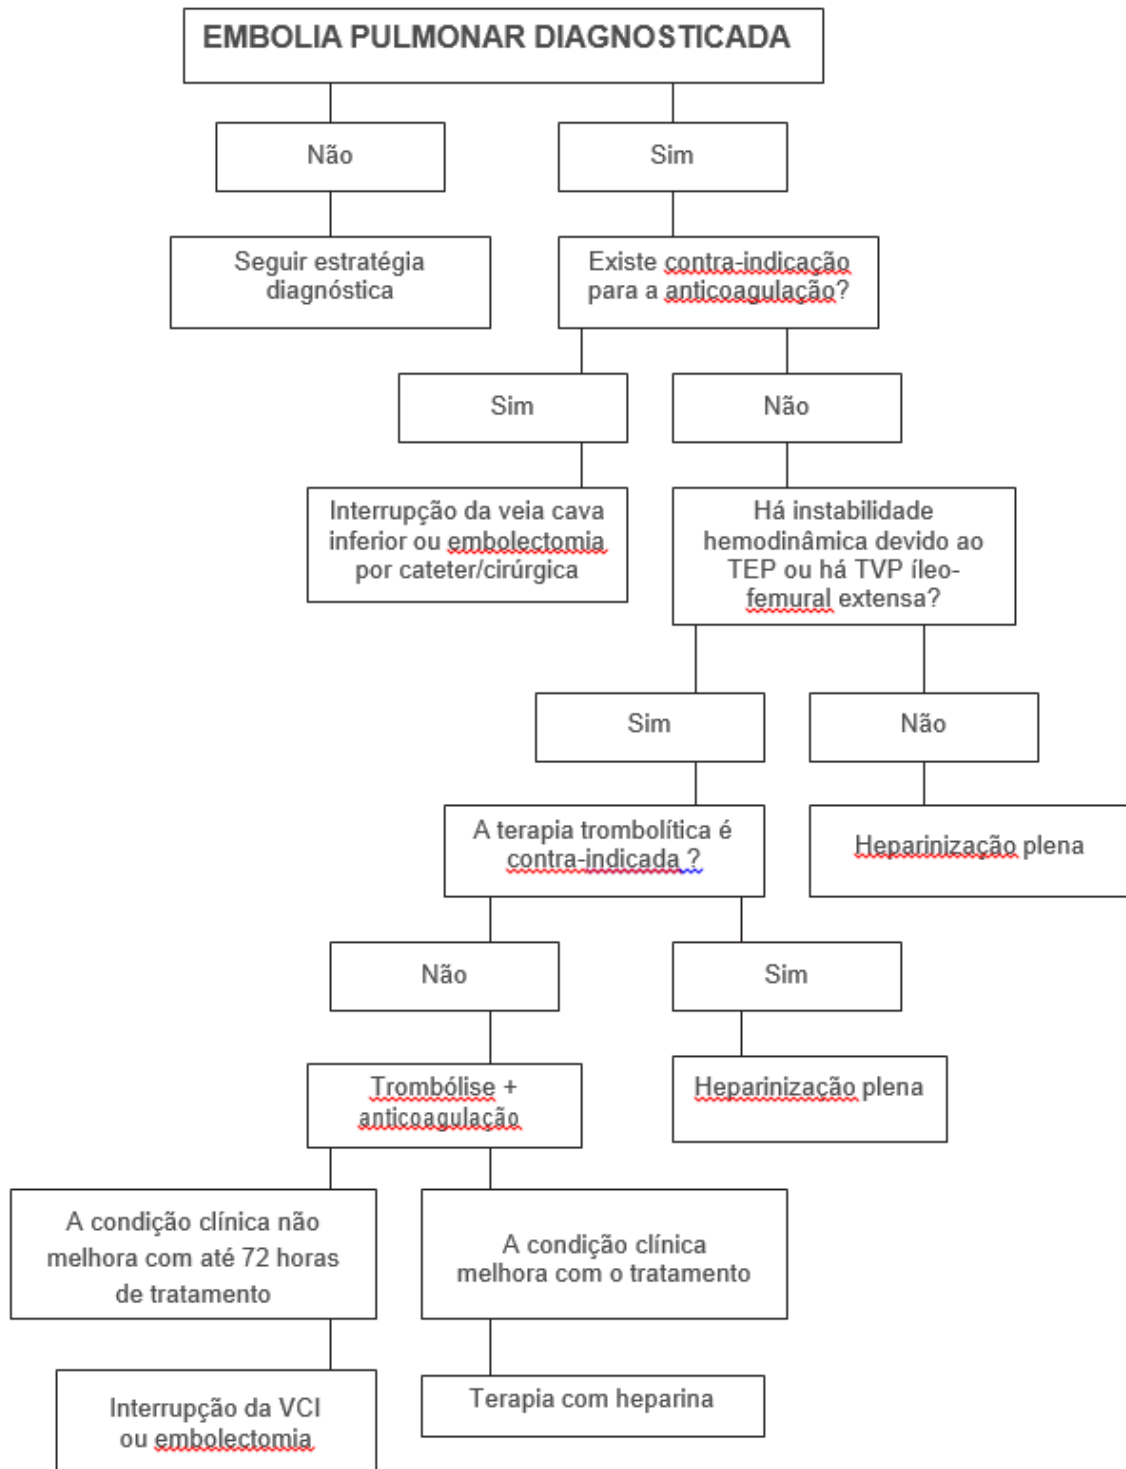 EMBOLIA PULMONAR DIAGNOSTICADA
Não
Sim
Seguir estratégia
diagnóstica
Existe contra-indicação
para a anticoagulação?
Sim
Não
Interrupção da veia cava
inferior ou embolectomia
por cateter/cirúrgica
Há instabilidade
hemodinâmica devido ao
TEP ou há TVP íleo-
femural extensa?
Sim
Não
A terapia trombolítica é
contra-indicada ?
Heparinização plena
Não
Sim
Trombólise +
anticoagulação
Heparinização plena
A condição clínica não
melhora com até 72 horas
de tratamento
A condição clínica
melhora com o tratamento
Interrupção da VCI
ou embolectomia
Terapia com heparina